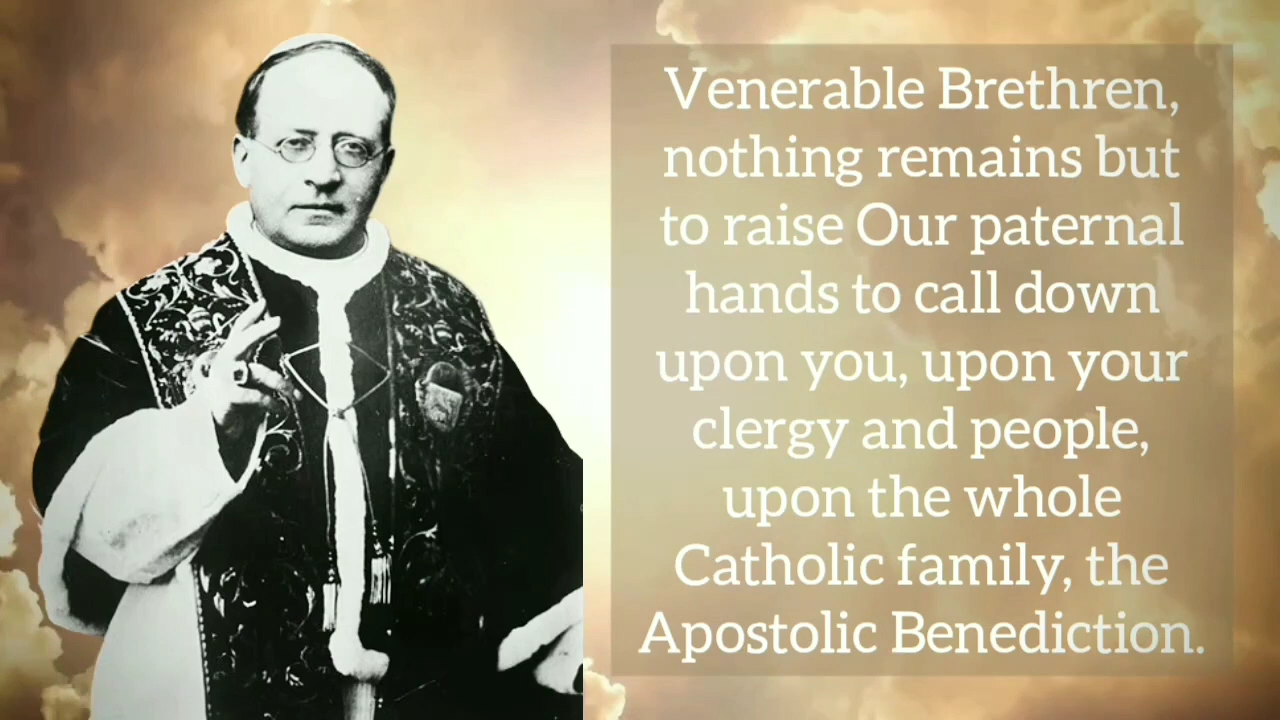 Venerable Brethren,
nothing remains but
to raise Our paternal
hands to call down
upon you, upon your
clergy and people,
upon the whole
Catholic family, the
Apostolic Benediction.